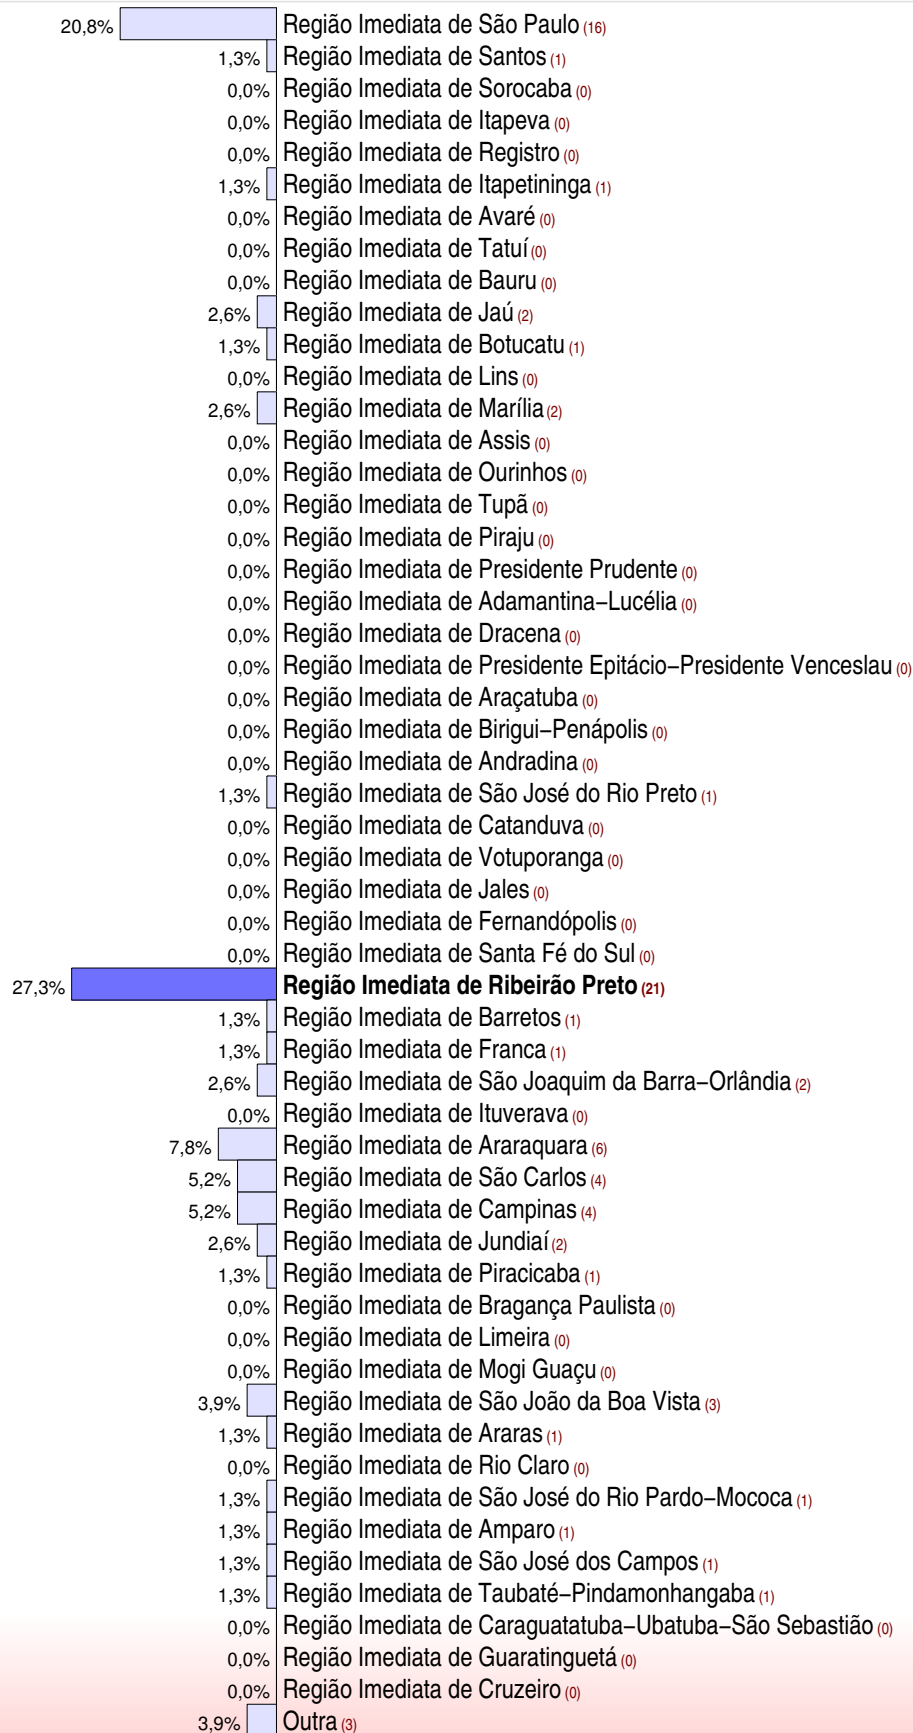 20,8% Região Imediata de São Paulo (16)
1,3% Região Imediata de Santos (1)
0,0% Região Imediata de Sorocaba (0)
0,0% Região Imediata de Itapeva (0)
0,0% Região Imediata de Registro (0)
1,3% Região Imediata de Itapetininga (1)
0,0% Região Imediata de Avaré (0)
0,0% Região Imediata de Tatuí (0)
0,0% Região Imediata de Bauru (0)
2,6% Região Imediata de Jaú (2)
1,3% Região Imediata de Botucatu (1)
0,0% Região Imediata de Lins (0)
2,6% Região Imediata de Marília (2)
0,0% Região Imediata de Assis (0)
0,0% Região Imediata de Ourinhos (0)
0,0% Região Imediata de Tupã (0)
0,0% Região Imediata de Piraju (0)
0,0% Região Imediata de Presidente Prudente (0)
0,0% Região Imediata de Adamantina−Lucélia (0)
0,0% Região Imediata de Dracena (0)
0,0% Região Imediata de Presidente Epitácio−Presidente Venceslau (0)
0,0% Região Imediata de Araçatuba (0)
0,0% Região Imediata de Birigui−Penápolis (0)
0,0% Região Imediata de Andradina (0)
1,3% Região Imediata de São José do Rio Preto (1)
0,0% Região Imediata de Catanduva (0)
0,0% Região Imediata de Votuporanga (0)
0,0% Região Imediata de Jales (0)
0,0% Região Imediata de Fernandópolis (0)
0,0% Região Imediata de Santa Fé do Sul (0)
27,3% Região Imediata de Ribeirão Preto (21)
1,3% Região Imediata de Barretos (1)
1,3% Região Imediata de Franca (1)
2,6% Região Imediata de São Joaquim da Barra−Orlândia (2)
0,0% Região Imediata de Ituverava (0)
7,8% Região Imediata de Araraquara (6)
5,2% Região Imediata de São Carlos (4)
5,2% Região Imediata de Campinas (4)
2,6% Região Imediata de Jundiaí (2)
1,3% Região Imediata de Piracicaba (1)
0,0% Região Imediata de Bragança Paulista (0)
0,0% Região Imediata de Limeira (0)
0,0% Região Imediata de Mogi Guaçu (0)
3,9% Região Imediata de São João da Boa Vista (3)
1,3% Região Imediata de Araras (1)
0,0% Região Imediata de Rio Claro (0)
1,3% Região Imediata de São José do Rio Pardo−Mococa (1)
1,3% Região Imediata de Amparo (1)
1,3% Região Imediata de São José dos Campos (1)
1,3% Região Imediata de Taubaté−Pindamonhangaba (1)
0,0% Região Imediata de Caraguatatuba−Ubatuba−São Sebastião (0)
0,0% Região Imediata de Guaratinguetá (0)
0,0% Região Imediata de Cruzeiro (0)
3,9% Outra (3)